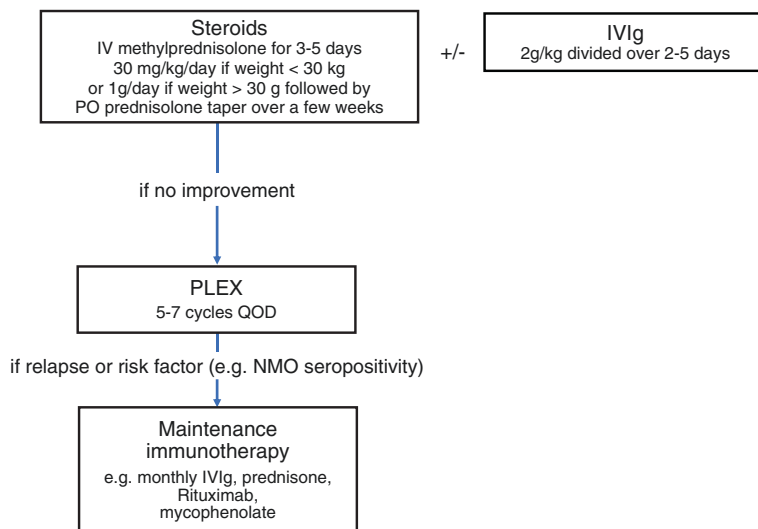 Steroids
IV methylprednisolone for 3-5 days
30 mg/kg/day if weight < 30 kg
or 1g/day if weight > 30 g followed by
PO prednisolone taper over a few weeks
+/-
IVIg
2g/kg divided over 2-5 days
if no improvement
PLEX
5-7 cycles QOD
if relapse or risk factor (e.g. NMO seropositivity)
Maintenance
immunotherapy
e.g. monthly IVIg, prednisone,
Rituximab,
mycophenolate